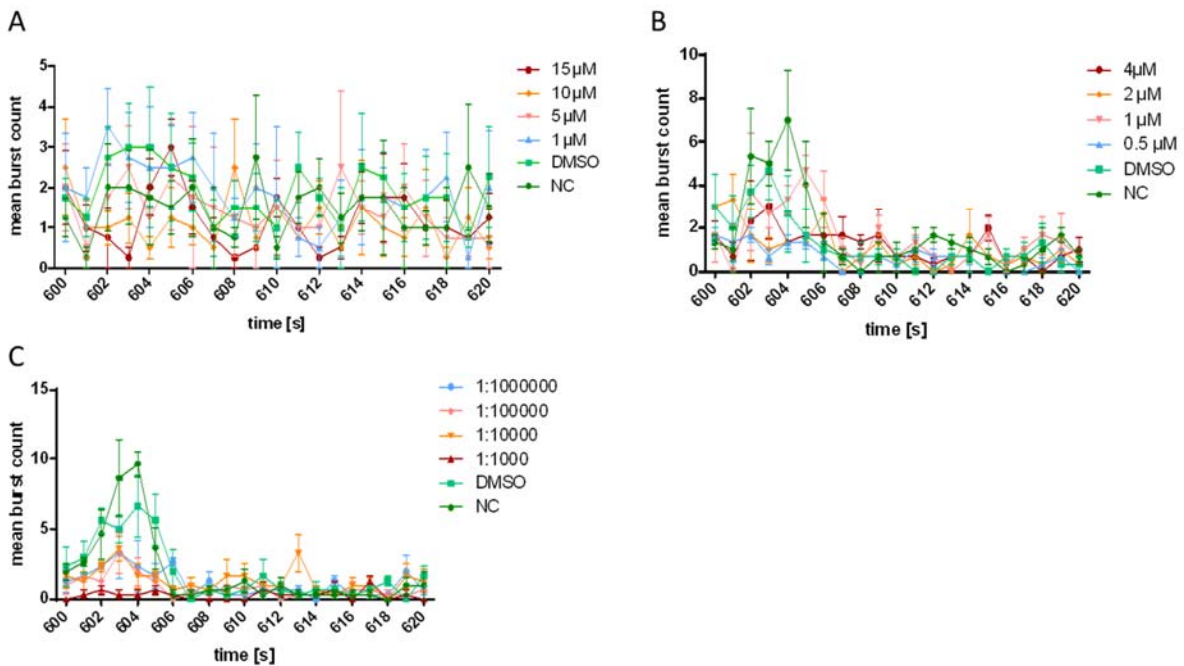 A
mean burst count
5
4
3
2
1
0
600
602
604
606
608
610
612
614
616
618
620
time [s]
15µM
10µM
5µM
1µM
DMSO
NC
B
mean burst count
10
8
6
4
2
0
600
602
604
606
608
610
612
614
616
618
620
time [s]
4µM
2µM
1µM
0.5 µM
DMSO
NC
C
mean burst count
15
10
5
0
600
602
604
606
608
610
612
614
616
618
620
time [s]
1:1000000
1:100000
1:10000
1:1000
DMSO
NC